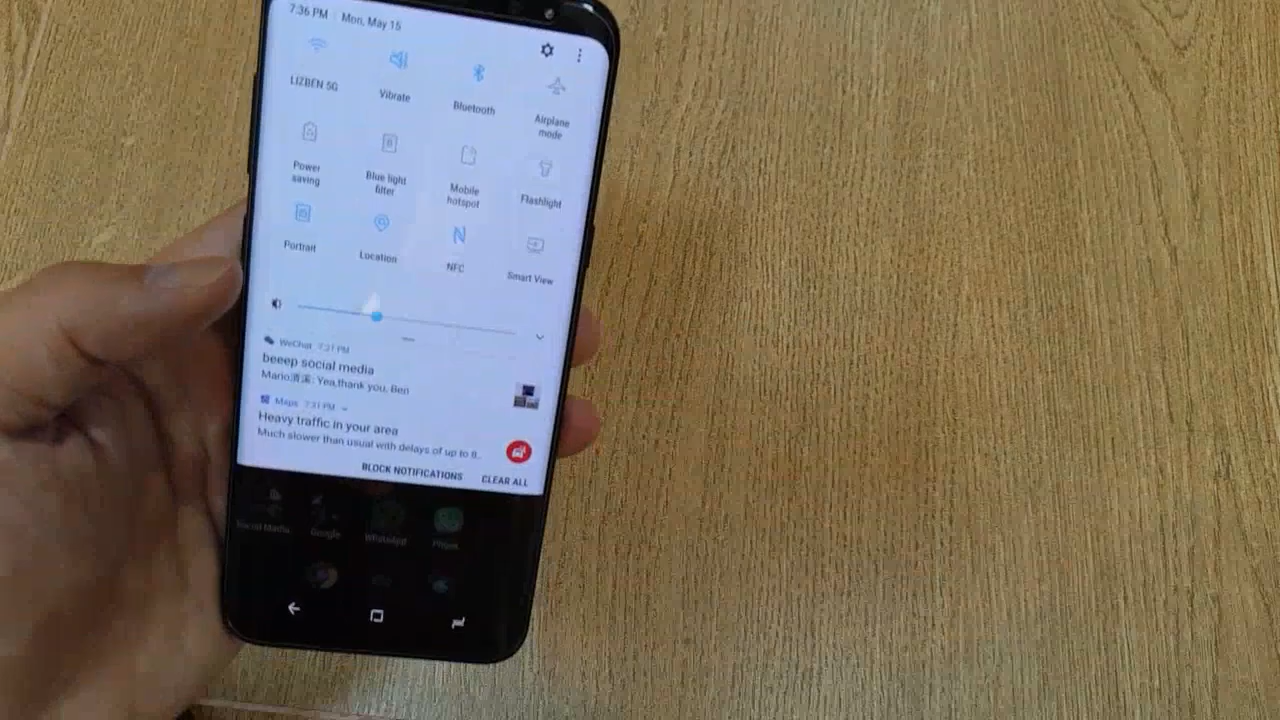 7:36 PM Mon, May 15
LIZBEN 5G
Vibrate
Bluetooth
Airplane
mode
Power
saving
Blue light
filter
Mobile
hotspot
Flashlight
Portrait
Location
NFC
Smart View
WeChat 7:21 PM
beeep social media
Mario消溪: Yea,thank you, Ben
Maps 7:31 PM
Heavy traffic in your area
Much slower than usual with delays of up to 8..
BLOCK NOTIFICATIONS CLEAR ALL
Social Media
Google
WhatsApp
Phone